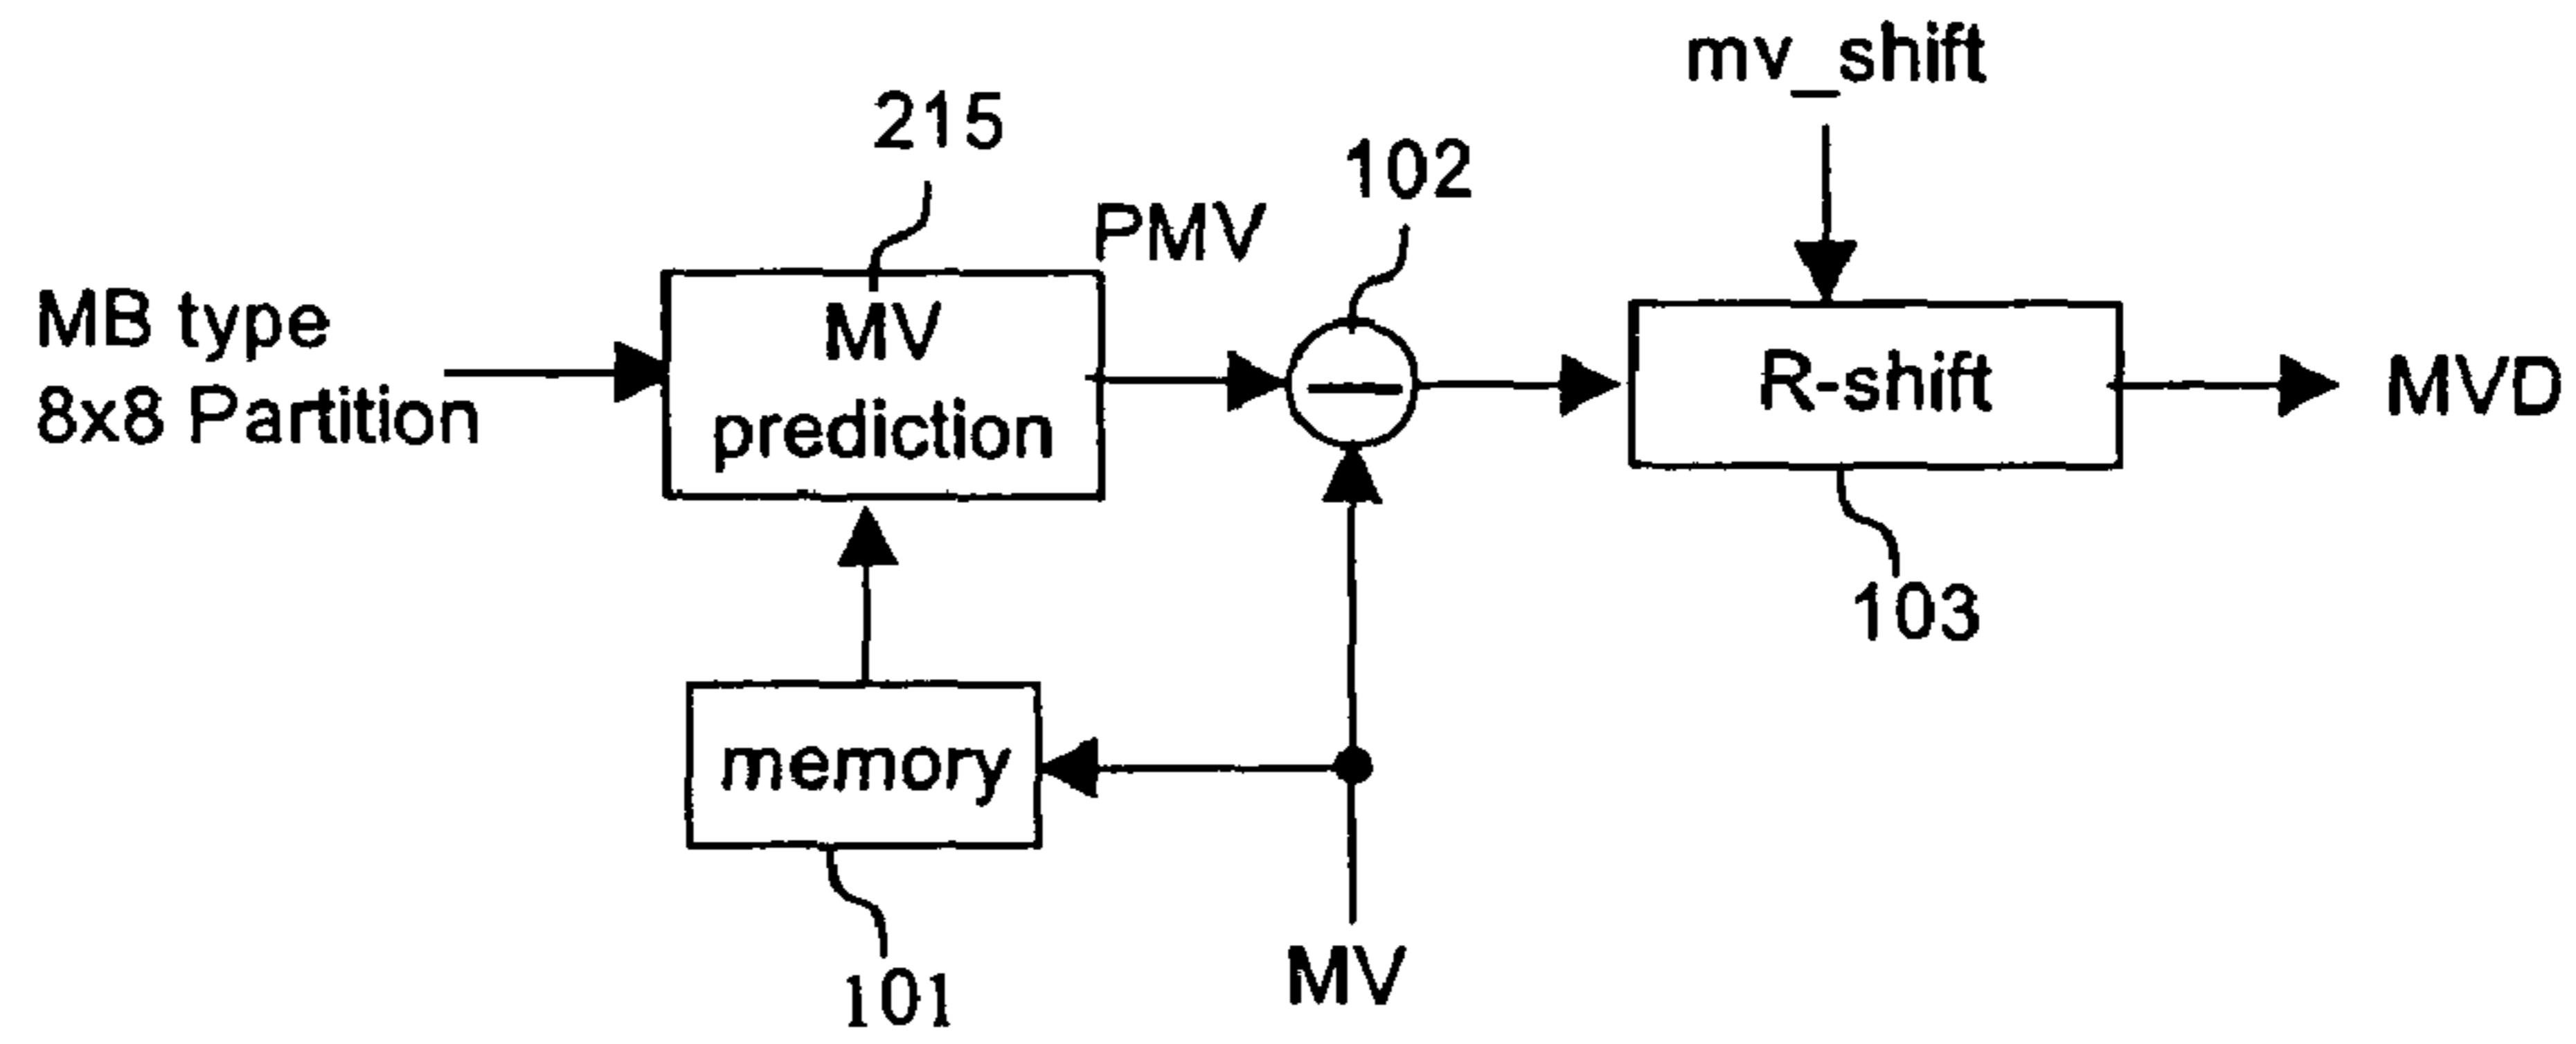 mv_shift
215
102
PMV
MB type
8x8 Partition
MV
prediction
R-shift
MVD
103
memory
101
MV